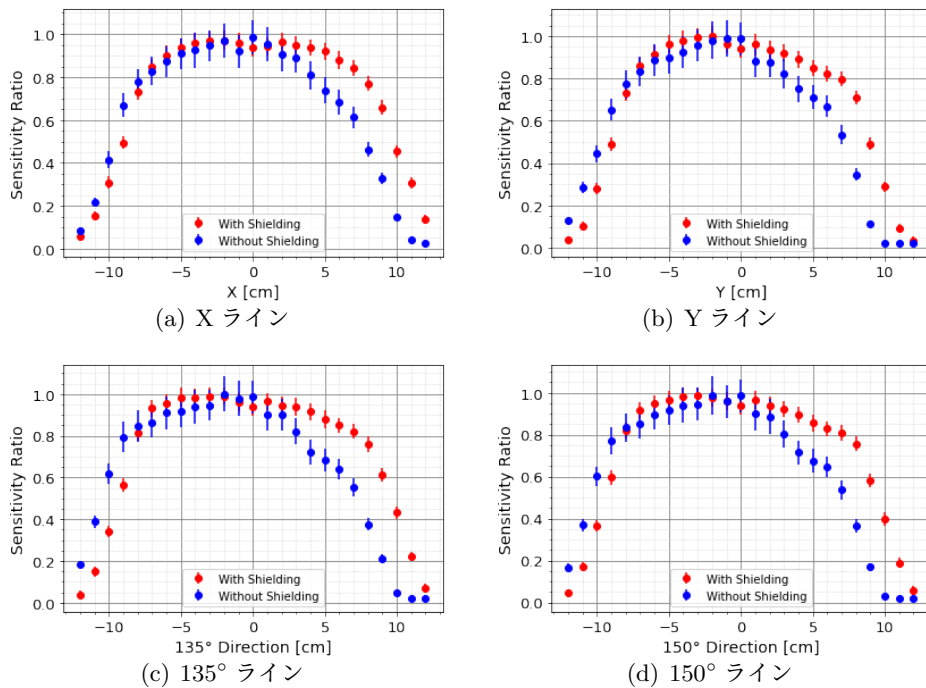 1.0
0.8
0.6
0.4
0.2
0.0
Sensitivity Ratio
With Shielding
Without Shielding
−10 −5 0 5 10
X [cm]
(a) X ライン
1.0
0.8
0.6
0.4
0.2
0.0
Sensitivity Ratio
With Shielding
Without Shielding
−10 −5 0 5 10
Y [cm]
(b) Y ライン
1.0
0.8
0.6
0.4
0.2
0.0
Sensitivity Ratio
With Shielding
Without Shielding
−10 −5 0 5 10
135° Direction [cm]
(c) 135° ライン
1.0
0.8
0.6
0.4
0.2
0.0
Sensitivity Ratio
With Shielding
Without Shielding
−10 −5 0 5 10
150° Direction [cm]
(d) 150° ライン